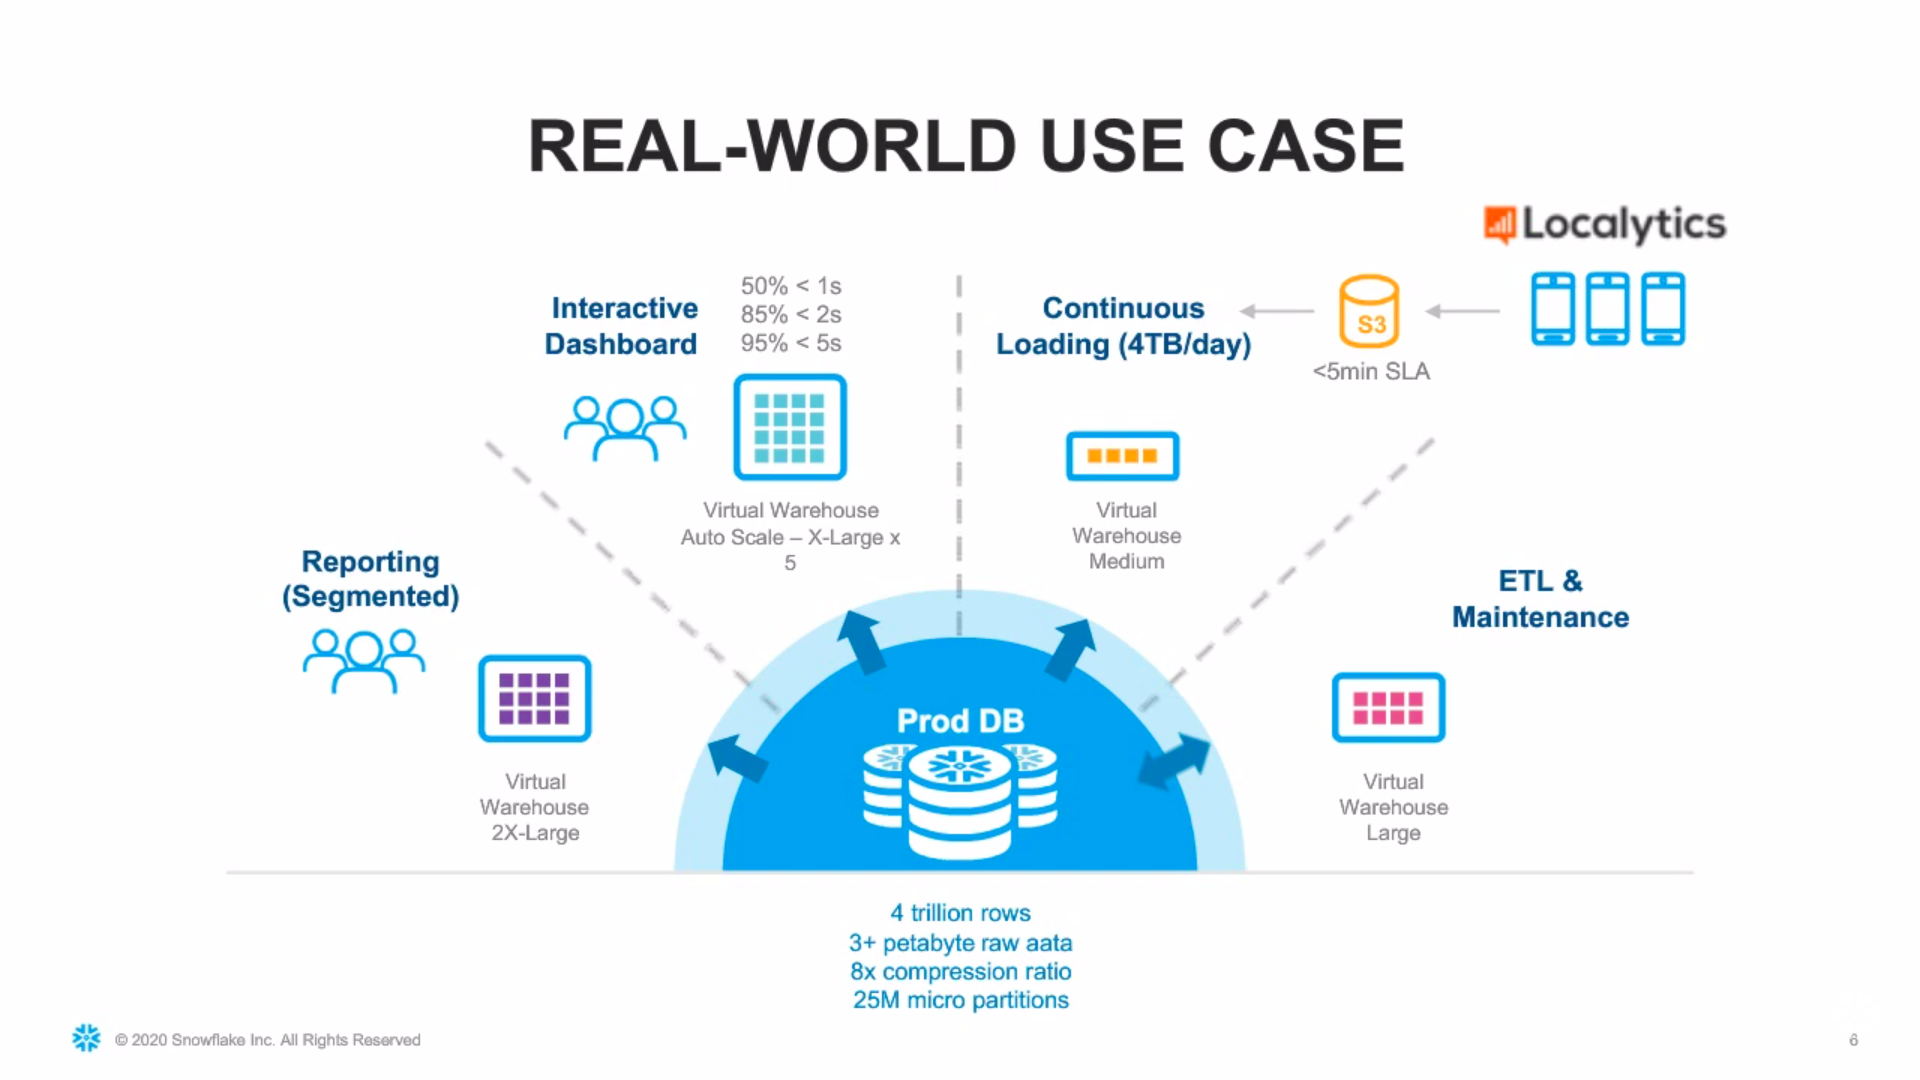 REAL-WORLD USE CASE
Localytics
Interactive
Dashboard
50% < 1s
85% < 2s
95% < 5s
Continuous
Loading (4TB/day)
S3
<5min SLA
Virtual Warehouse
Auto Scale – X-Large x
5
Virtual
Warehouse
Medium
Reporting
(Segmented)
ETL &
Maintenance
Virtual
Warehouse
2X-Large
Prod DB
Virtual
Warehouse
Large
4 trillion rows
3+ petabyte raw aata
8x compression ratio
25M micro partitions
© 2020 Snowflake Inc. All Rights Reserved
6